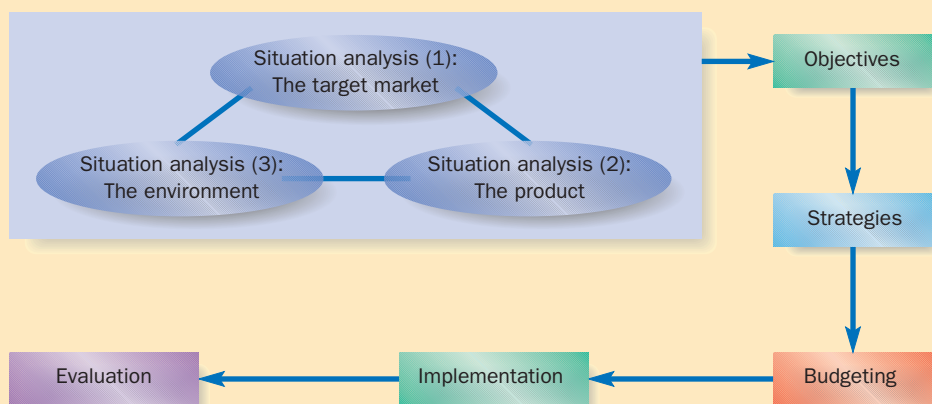 Situation analysis (1):
The target market
Objectives
Situation analysis (3):
The environment
Situation analysis (2):
The product
Strategies
Evaluation
Implementation
Budgeting